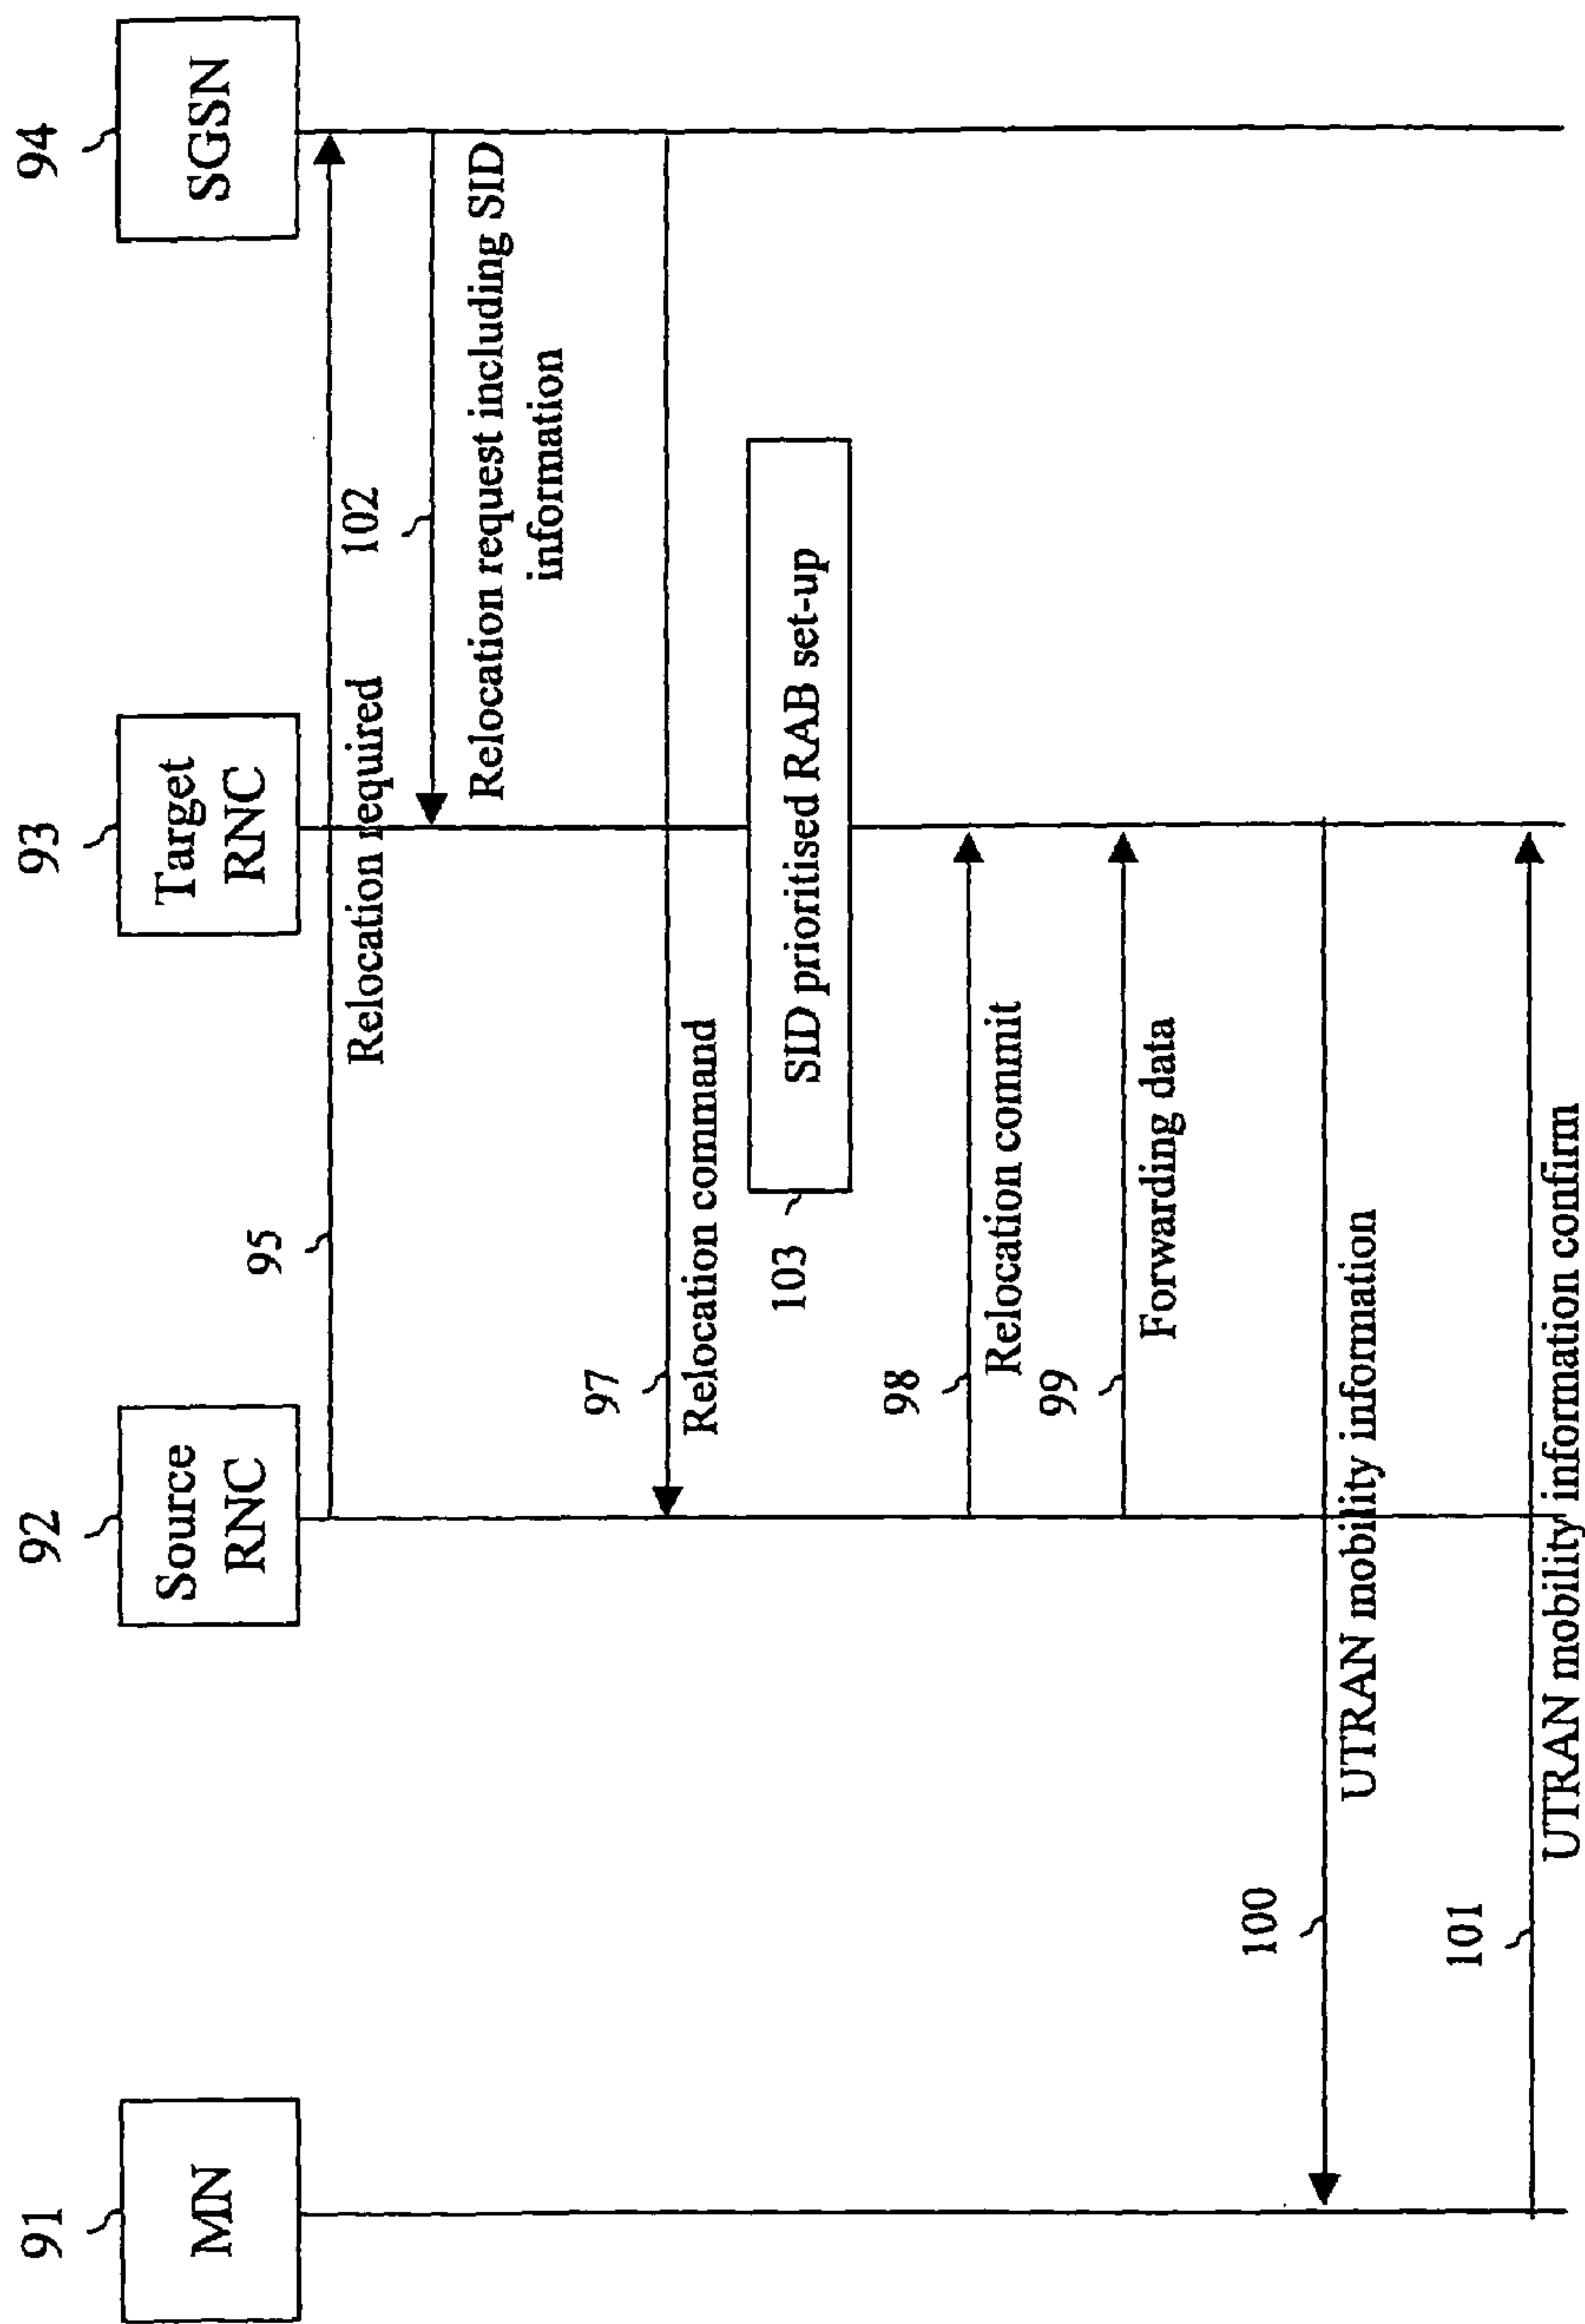 91
92
93
94
MN
Source
RNC
Target
RNC
SGSN
95
Relocation required
102
Relocation request including SID
information
97
Relocation command
SID prioritised RAB set-up
103
98
Relocation commit
99
Forwarding data
100
UTRAN mobility information
101
UTRAN mobility information confirm